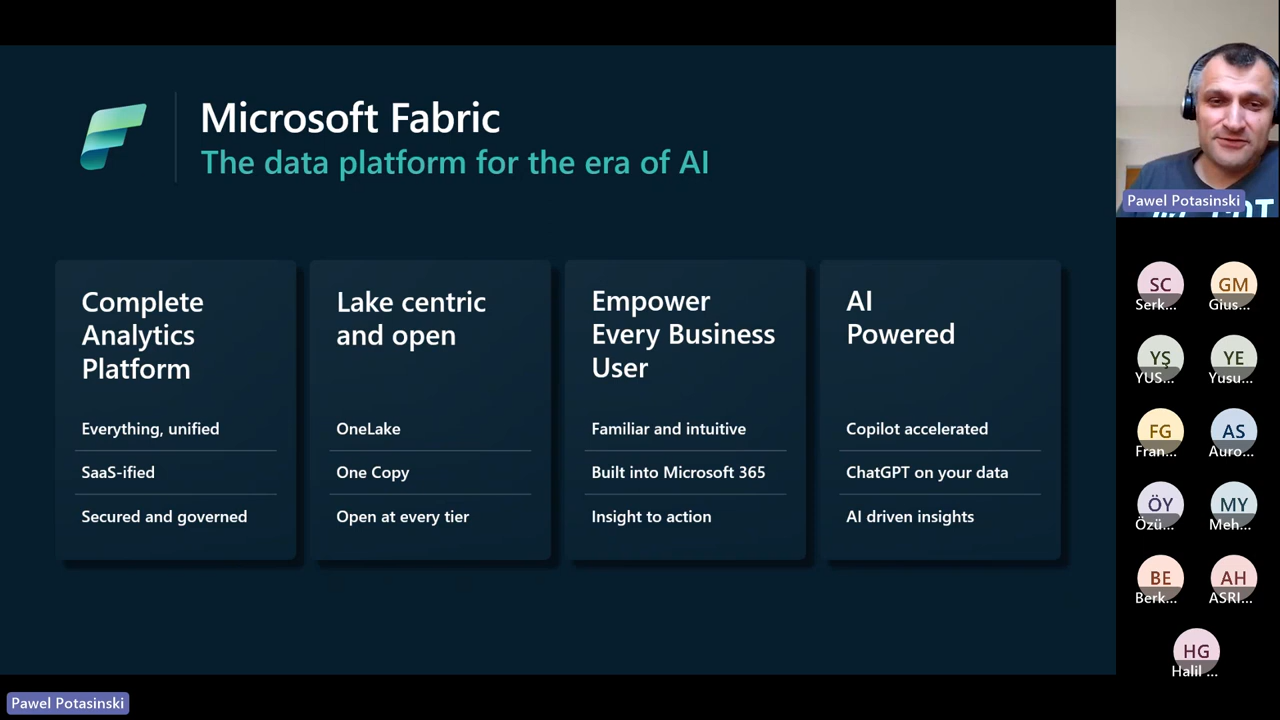 Microsoft Fabric
The data platform for the era of AI
Complete
Analytics
Platform
Everything, unified
SaaS-ified
Secured and governed
Lake centric
and open
OneLake
One Copy
Open at every tier
Empower
Every Business
User
Familiar and intuitive
Built into Microsoft 365
Insight to action
AI
Powered
Copilot accelerated
ChatGPT on your data
AI driven insights
Pawel Potasinski
SC
Serk...
GM
Gius...
YŞ
YUS...
YE
Yusu...
FG
Fran...
AS
Auro...
ÖY
Özü...
MY
Meh...
BE
Berk...
AH
ASRI...
HG
Halil ...
Pawel Potasinski